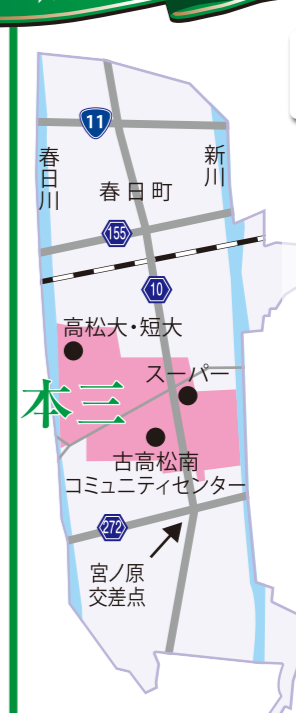 11
春日川
新川
春日町
155
10
高松大・短大
スーパー
本三
古高松南
コミュニティセンター
272
宮ノ原
交差点